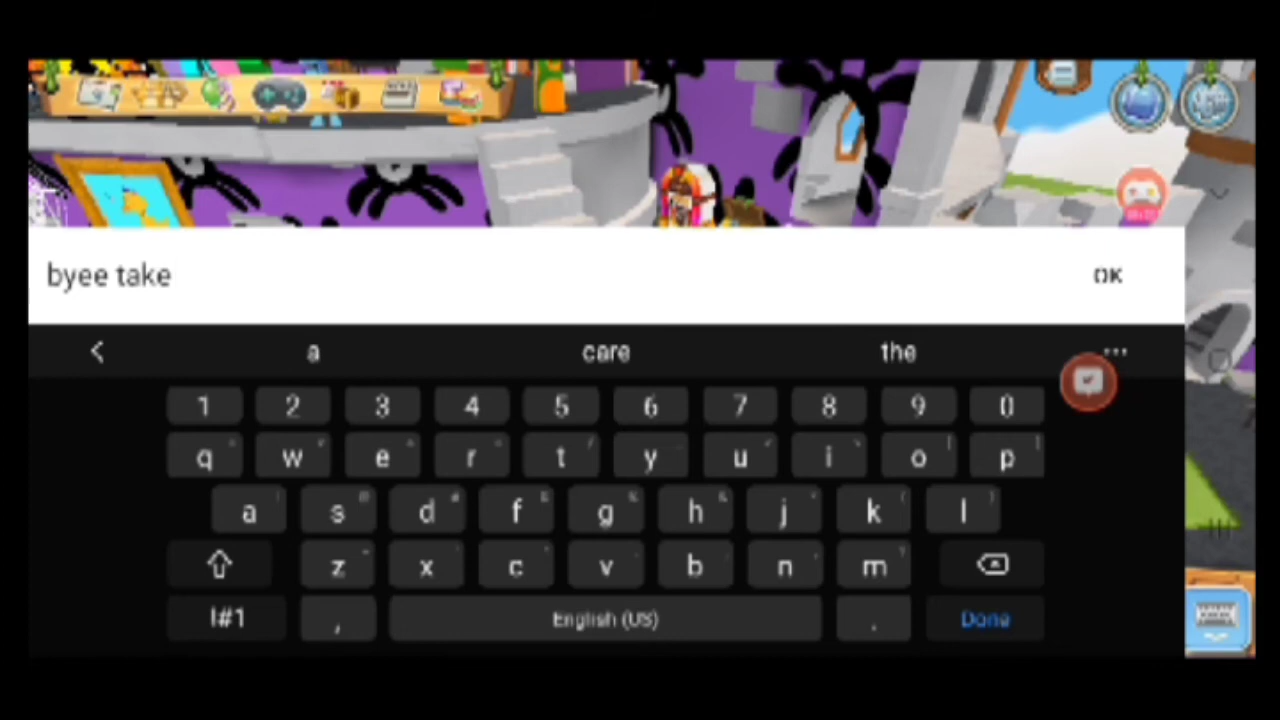 byee take
OK
a care the
1 2 3 4 5 6 7 8 9 0
q w e r t y u i o p
a s d f g h j k l
z x c v b n m
!#1 , English (US) . Done